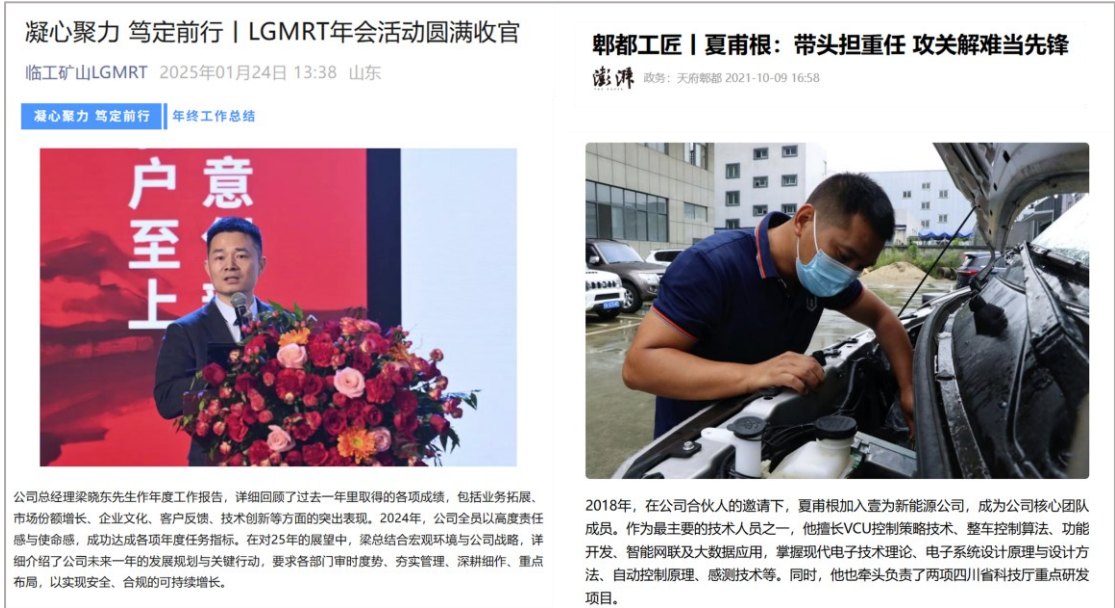 凝心聚力 笃定前行丨LGMRT年会活动圆满收官
临工矿山LGMRT 2025年01月24日 13:38 山东
凝心聚力 笃定前行 年终工作总结
户至上
意
公司总经理梁晓东先生作年度工作报告，详细回顾了过去一年里取得的各项成绩，包括业务拓展、
市场份额增长、企业文化、客户反馈、技术创新等方面的突出表现。2024年，公司全员以高度责任
感与使命感，成功达成各项年度任务指标。在对25年的展望中，梁总结合宏观环境与公司战略，详
细介绍了公司未来一年的发展规划与关键行动，要求各部门审时度势、夯实管理、深耕细作、重点
布局，以实现安全、合规的可持续增长。
郫都工匠丨夏甫根：带头担重任 攻关解难当先锋
澎湃 政务：天府郫都 2021-10-09 16:58
2018年，在公司合伙人的邀请下，夏甫根加入壹为新能源公司，成为公司核心团队
成员。作为最主要的技术人员之一，他擅长VCU控制策略技术、整车控制算法、功能
开发、智能网联及大数据应用，掌握现代电子技术理论、电子系统设计原理与设计方
法、自动控制原理、感测技术等。同时，他也牵头负责了两项四川省科技厅重点研发
项目。